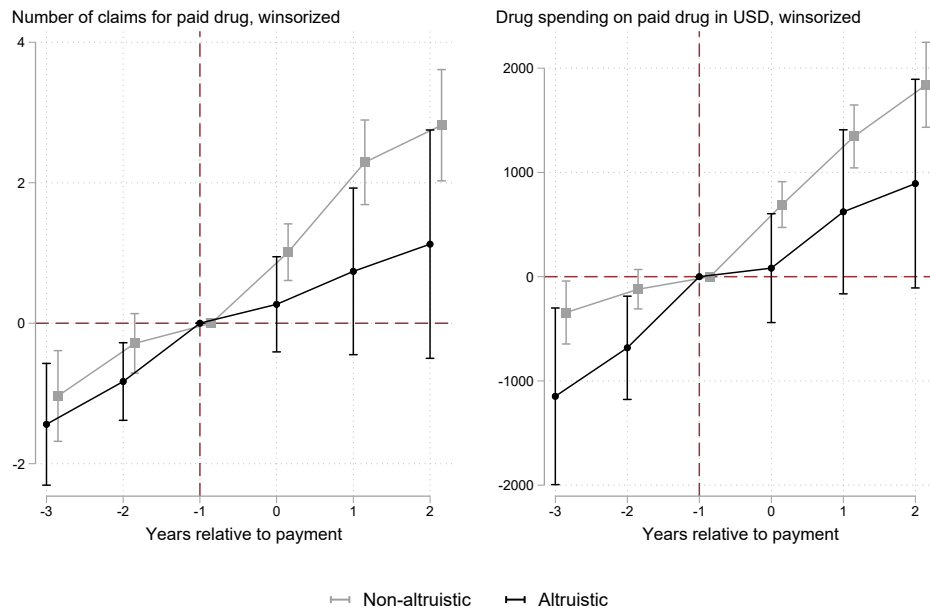 Number of claims for paid drug, winsorized
4
2
0
-2
-3 -2 -1 0 1 2
Years relative to payment
Drug spending on paid drug in USD, winsorized
2000
1000
0
-1000
-2000
-3 -2 -1 0 1 2
Years relative to payment
Non-altruistic Altruistic